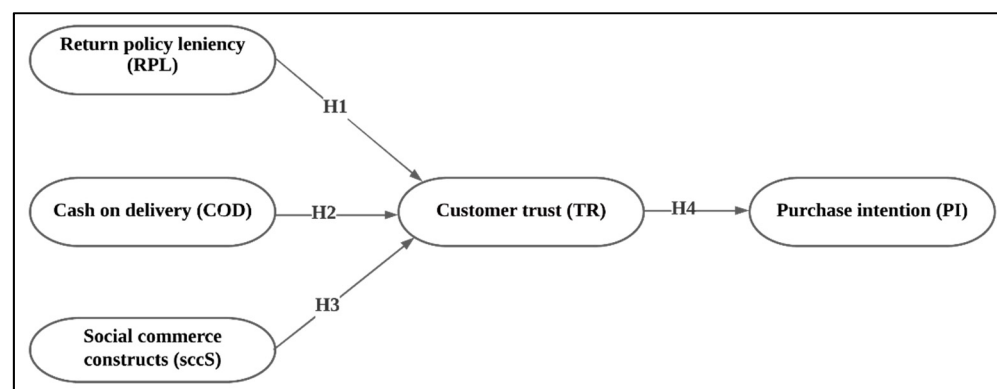 Return policy leniency
(RPL)
H1
Cash on delivery (COD)
H2
Customer trust (TR)
H4
Purchase intention (PI)
H3
Social commerce
constructs (sccS)